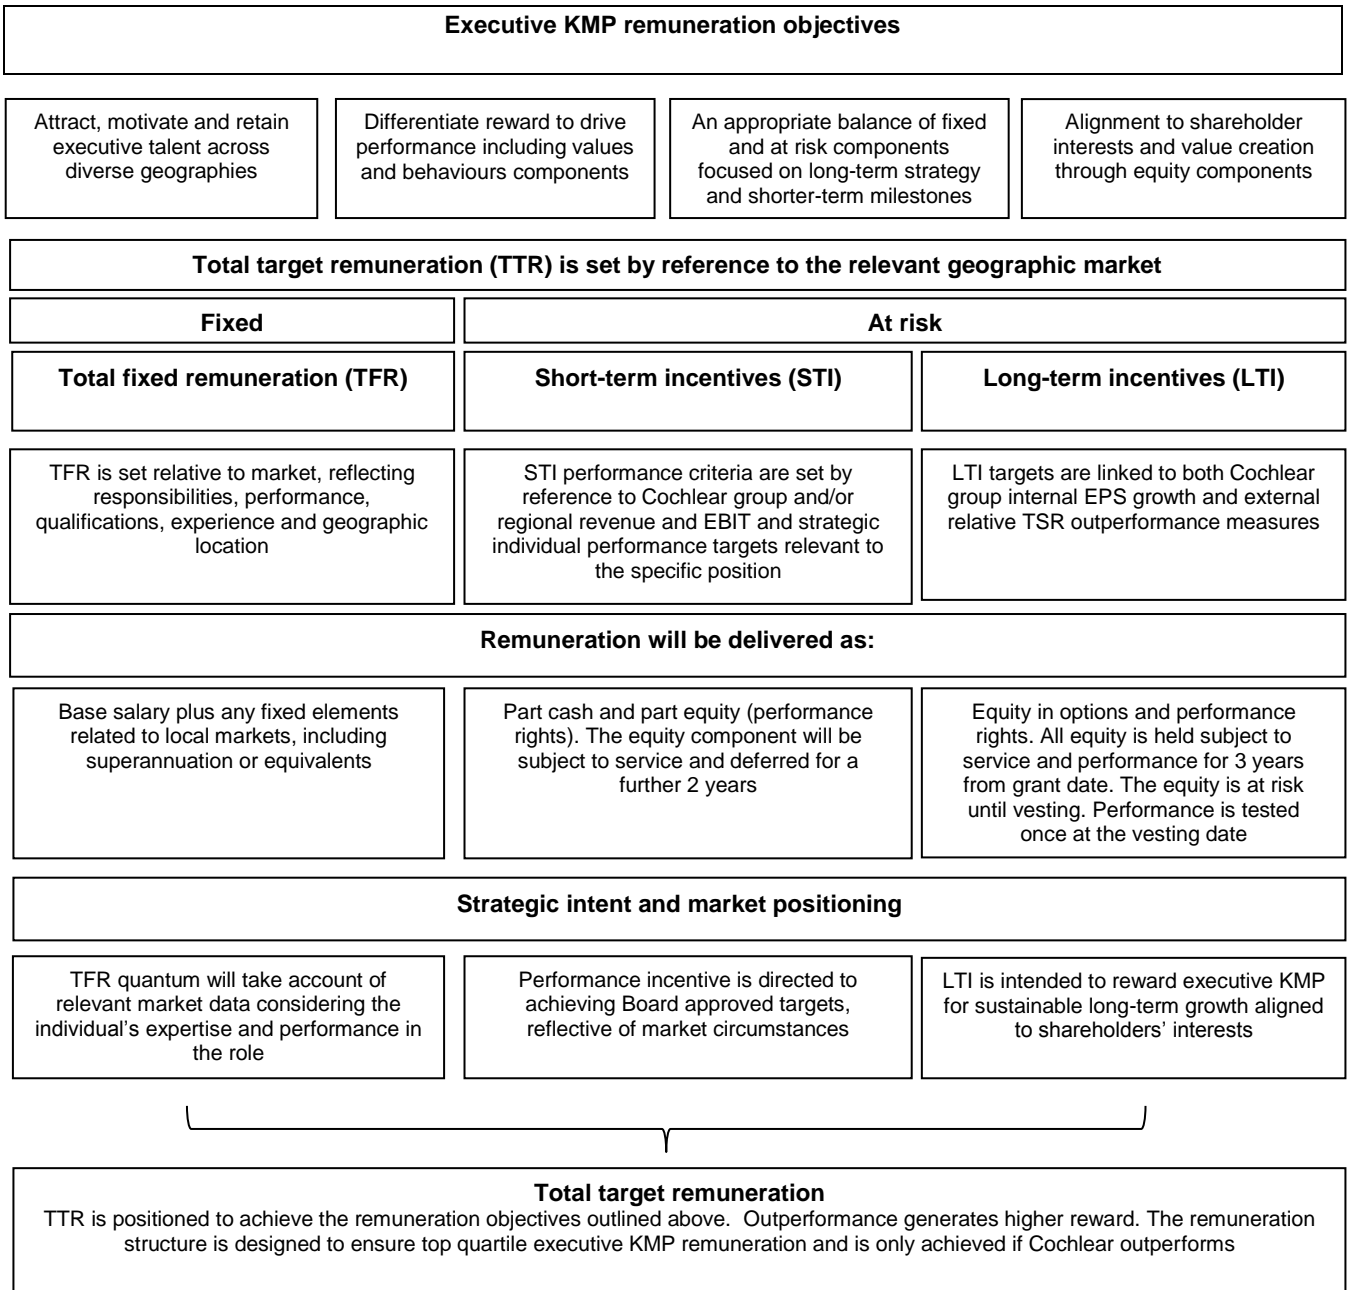 Executive KMP remuneration objectives
Attract, motivate and retain
executive talent across
diverse geographies
Differentiate reward to drive
performance including values
and behaviours components
An appropriate balance of fixed
and at risk components
focused on long-term strategy
and shorter-term milestones
Alignment to shareholder
interests and value creation
through equity components
Total target remuneration (TTR) is set by reference to the relevant geographic market
Fixed
At risk
Total fixed remuneration (TFR)
Short-term incentives (STI)
Long-term incentives (LTI)
TFR is set relative to market, reflecting
responsibilities, performance,
qualifications, experience and geographic
location
STI performance criteria are set by
reference to Cochlear group and/or
regional revenue and EBIT and strategic
individual performance targets relevant to
the specific position
LTI targets are linked to both Cochlear
group internal EPS growth and external
relative TSR outperformance measures
Remuneration will be delivered as:
Base salary plus any fixed elements
related to local markets, including
superannuation or equivalents
Part cash and part equity (performance
rights). The equity component will be
subject to service and deferred for a
further 2 years
Equity in options and performance
rights. All equity is held subject to
service and performance for 3 years
from grant date. The equity is at risk
until vesting. Performance is tested
once at the vesting date
Strategic intent and market positioning
TFR quantum will take account of
relevant market data considering the
individual’s expertise and performance in
the role
Performance incentive is directed to
achieving Board approved targets,
reflective of market circumstances
LTI is intended to reward executive KMP
for sustainable long-term growth aligned
to shareholders’ interests
Total target remuneration
TTR is positioned to achieve the remuneration objectives outlined above.  Outperformance generates higher reward. The remuneration
structure is designed to ensure top quartile executive KMP remuneration and is only achieved if Cochlear outperforms